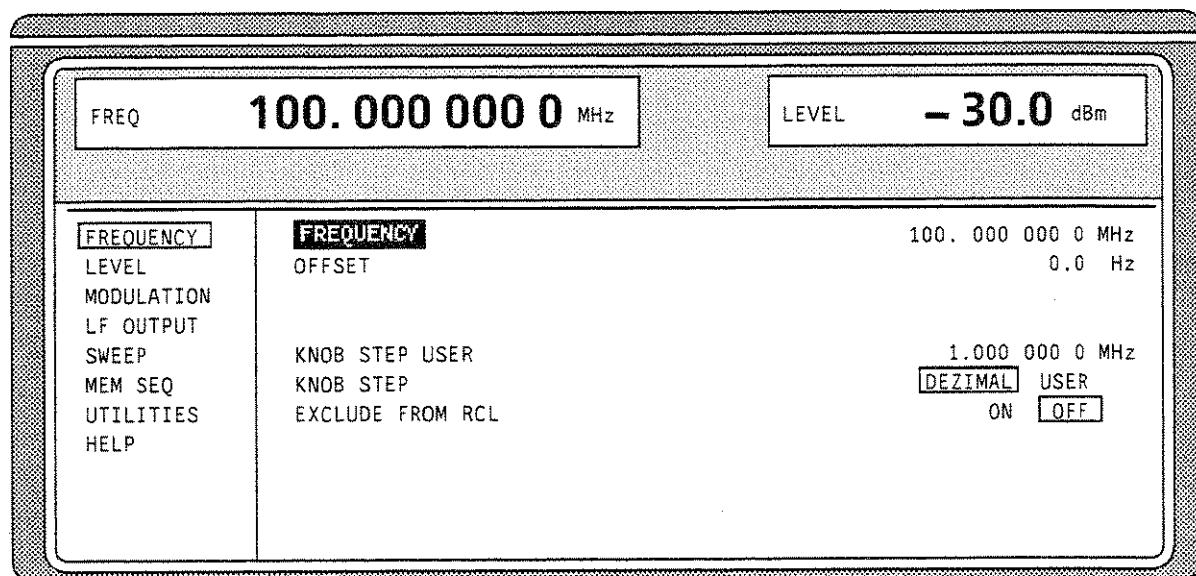 FREQ 100. 000 000 0 MHz LEVEL – 30.0 dBm
FREQUENCY FREQUENCY 100. 000 000 0 MHz
LEVEL OFFSET 0.0 Hz
MODULATION
LF OUTPUT
SWEEP KNOB STEP USER 1.000 000 0 MHz
MEM SEQ KNOB STEP DEZIMAL USER
UTILITIES EXCLUDE FROM RCL ON OFF
HELP